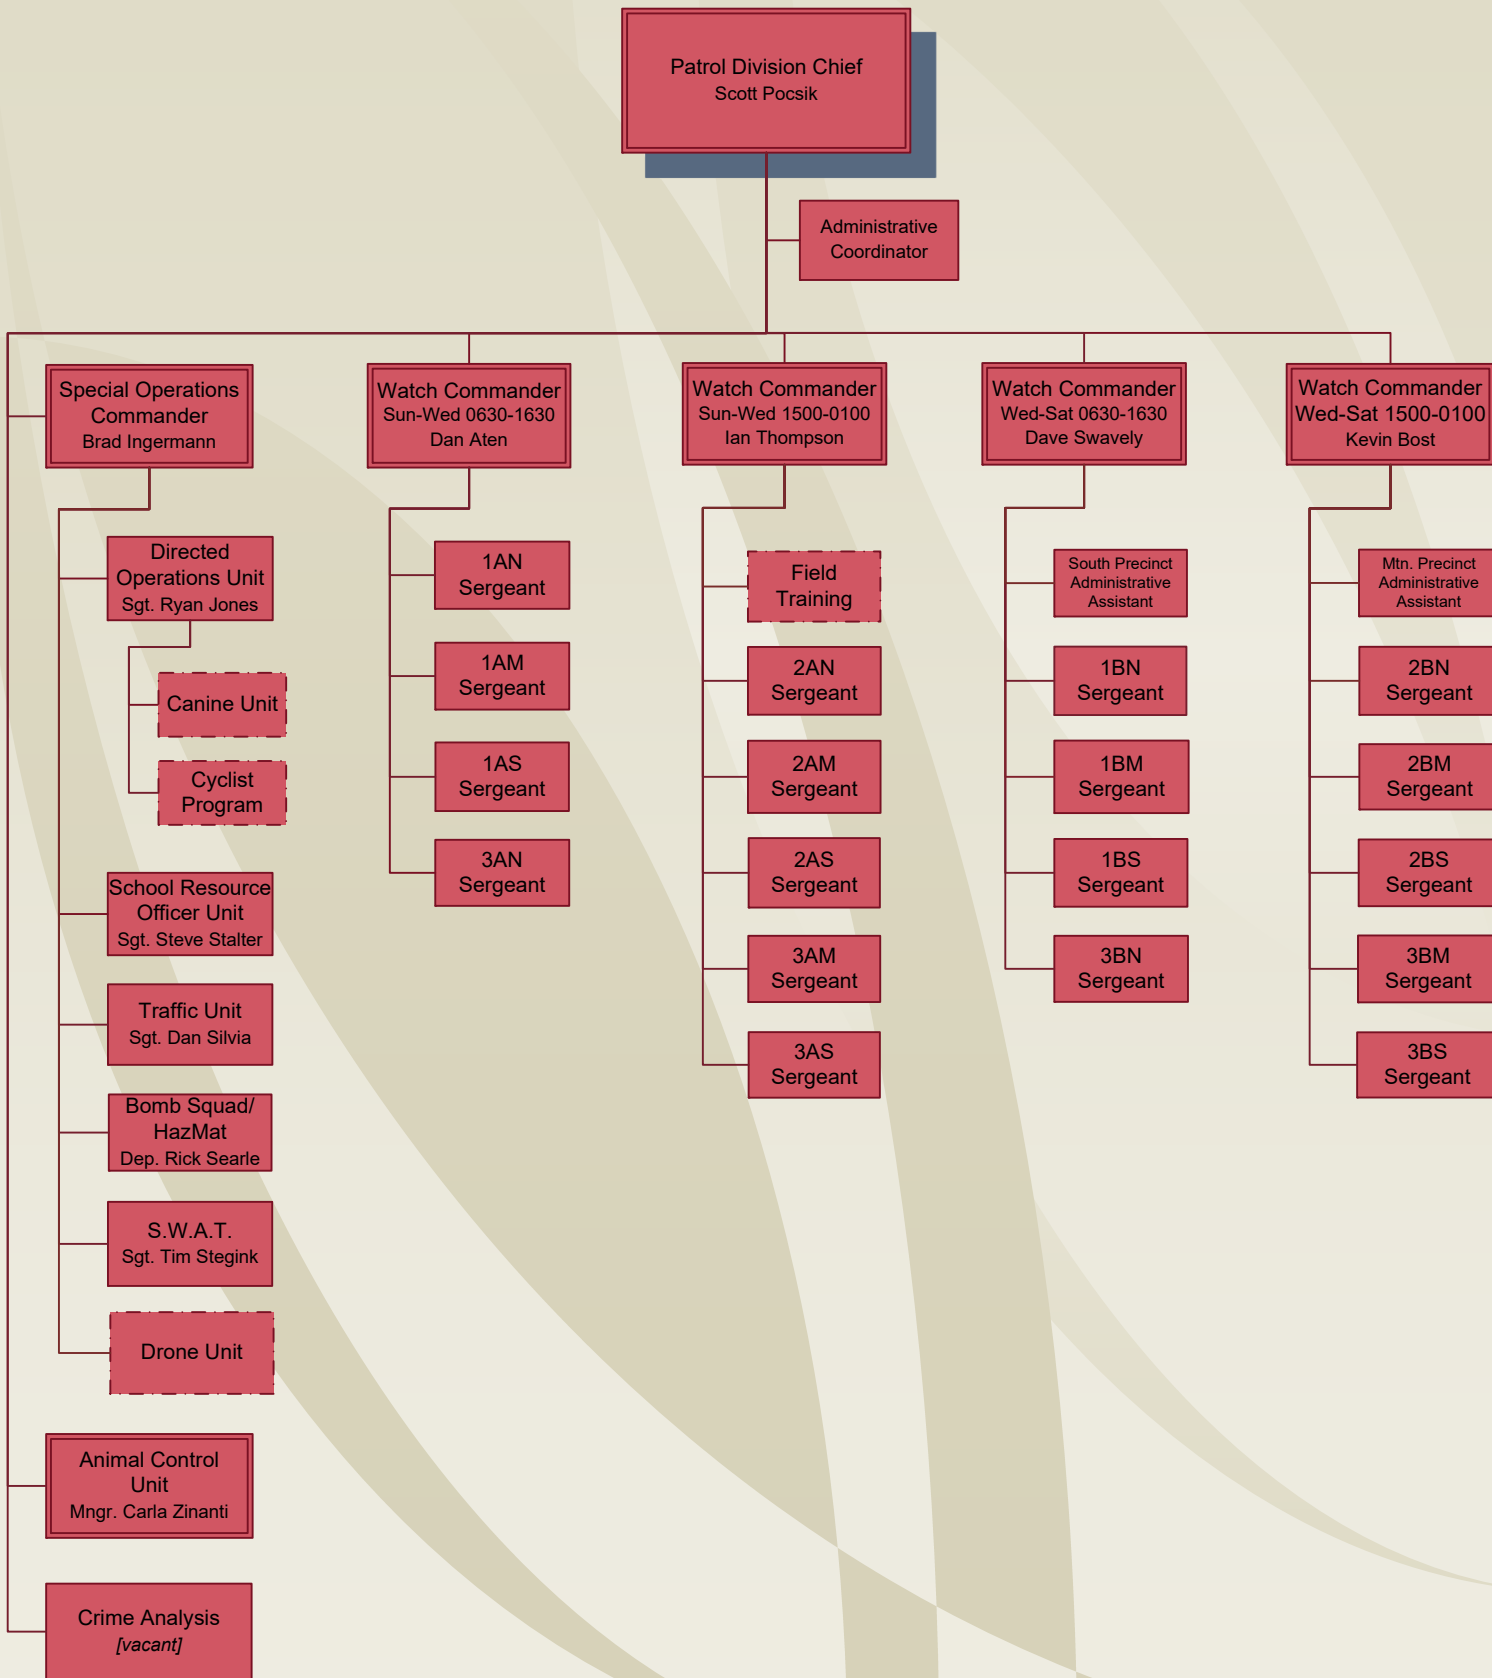 Patrol Division Chief
Scott Pocsik
Administrative
Coordinator
Special Operations
Commander
Brad Ingermann
Directed
Operations Unit
Sgt. Ryan Jones
Canine Unit
Cyclist
Program
School Resource
Officer Unit
Sgt. Steve Stalter
Traffic Unit
Sgt. Dan Silvia
Bomb Squad/
HazMat
Dep. Rick Searle
S.W.A.T.
Sgt. Tim Stegink
Drone Unit
Animal Control
Unit
Mngr. Carla Zinanti
Crime Analysis
[vacant]
Watch Commander
Sun-Wed 0630-1630
Dan Aten
1AN
Sergeant
1AM
Sergeant
1AS
Sergeant
3AN
Sergeant
Watch Commander
Sun-Wed 1500-0100
Ian Thompson
Field
Training
2AN
Sergeant
2AM
Sergeant
2AS
Sergeant
3AM
Sergeant
3AS
Sergeant
Watch Commander
Wed-Sat 0630-1630
Dave Swavely
South Precinct
Administrative
Assistant
1BN
Sergeant
1BM
Sergeant
1BS
Sergeant
3BN
Sergeant
Watch Commander
Wed-Sat 1500-0100
Kevin Bost
Mtn. Precinct
Administrative
Assistant
2BN
Sergeant
2BM
Sergeant
2BS
Sergeant
3BM
Sergeant
3BS
Sergeant